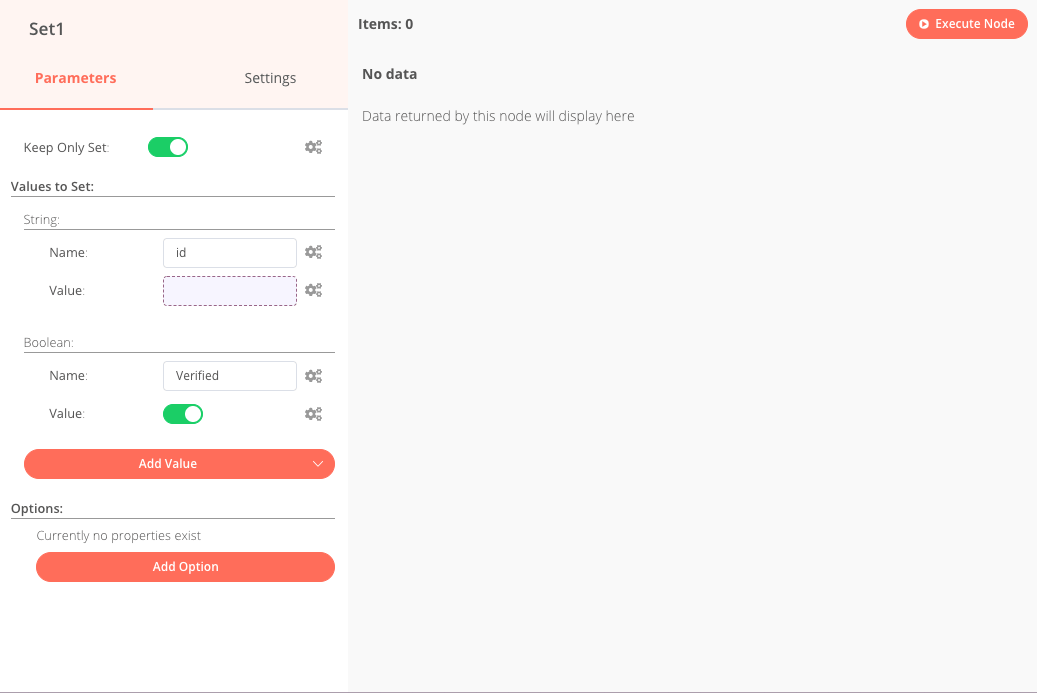 Set1
Parameters
Settings
Keep Only Set:
Values to Set:
String:
Name:
id
Value:
Boolean:
Name:
Verified
Value:
Add Value
Options:
Currently no properties exist
Add Option
Items: 0
Execute Node
No data
Data returned by this node will display here